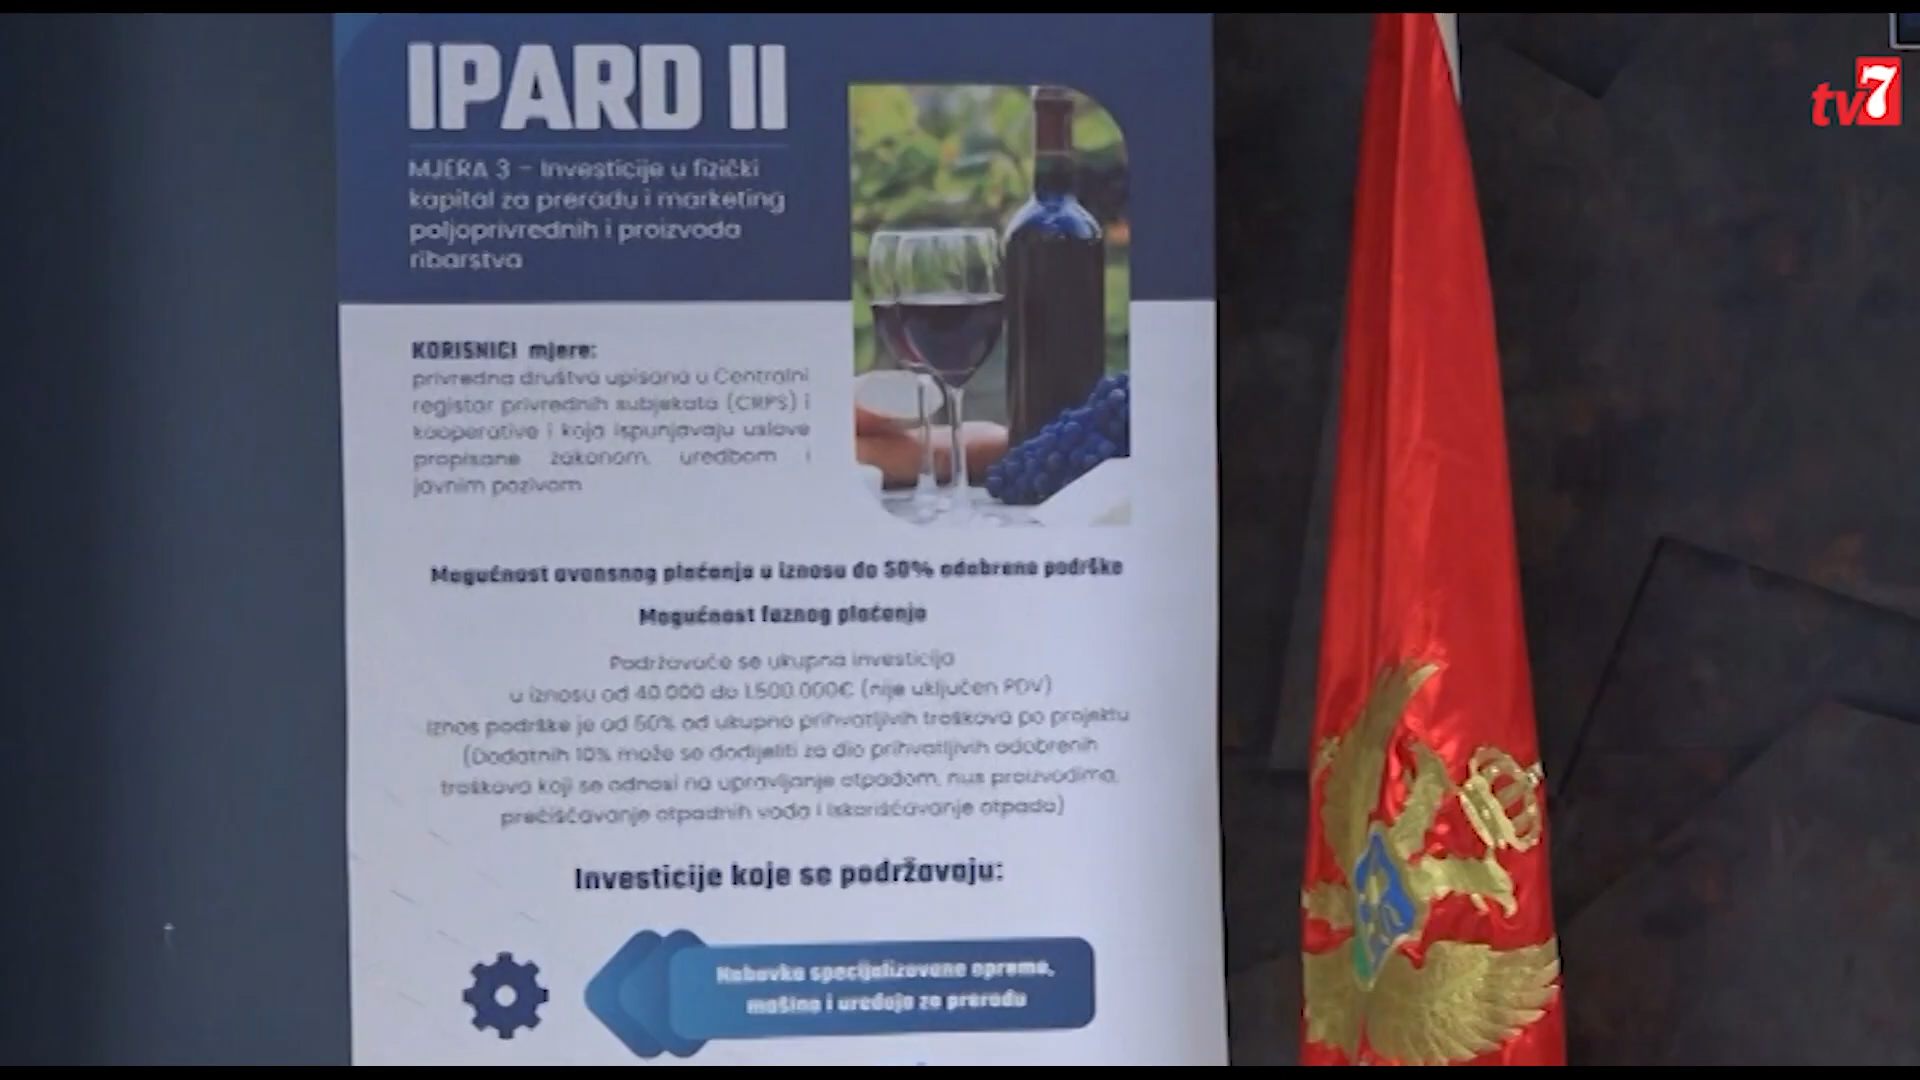 IPARD II
MJERA 3 - Investicije u fizički
kapital za preradu i marketing
poljoprivrednih i proizvoda
ribarstva
KORISNICI mjere:
privredna društva upisana u Centralni
registar privrednih subjekata (CRPS) i
kooperative i koja ispunjavaju uslove
propisane zakonom, uredbom i
javnim pozivom
Mogućnost avansnog plaćanja u iznosu do 50% odobrene podrške
Mogućnost faznog plaćanja
Podržavaće se ukupna investicija
u iznosu od 40.000 do 1.500.000€ (nije uključen PDV)
Iznos podrške je od 50% od ukupno prihvatljivih troškova po projektu
(Dodatnih 10% može se dodijeliti za dio prihvatljivih odobrenih
troškova koji se odnosi na upravljanje otpadom, nus proizvodima,
prečišćavanje otpadnih voda i iskorišćavanje otpada)
Investicije koje se podržavaju:
Nabavka specijalizovane opreme,
mašina i uređaja za preradu
tv7